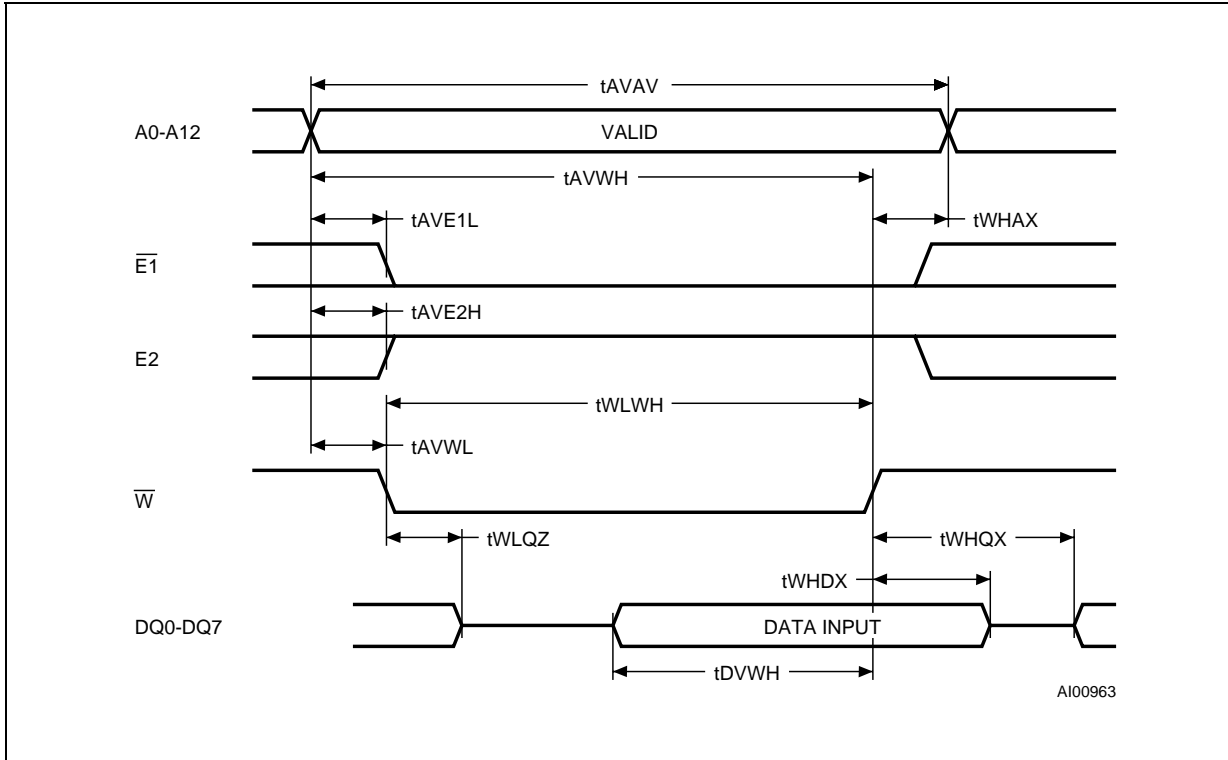 tAVAV
A0-A12
VALID
tAVWH
tAVE1L
tWHAX
E1
tAVE2H
E2
tWLWH
tAVWL
W
tWLQZ
tWHQX
tWHDX
DQ0-DQ7
DATA INPUT
tDVWH
AI00963